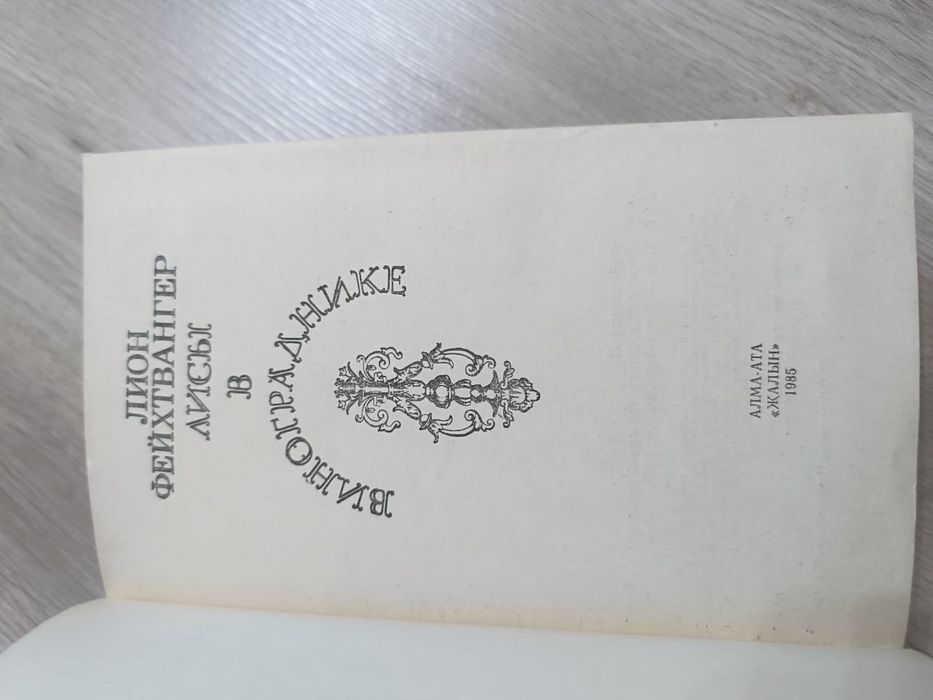 ЛИОН
ФЕЙХТВАНГЕР
ЛИСЫ
В
ВИНОГРАДНИКЕ
АЛМА-АТА
«ЖАЛЫН»
1985